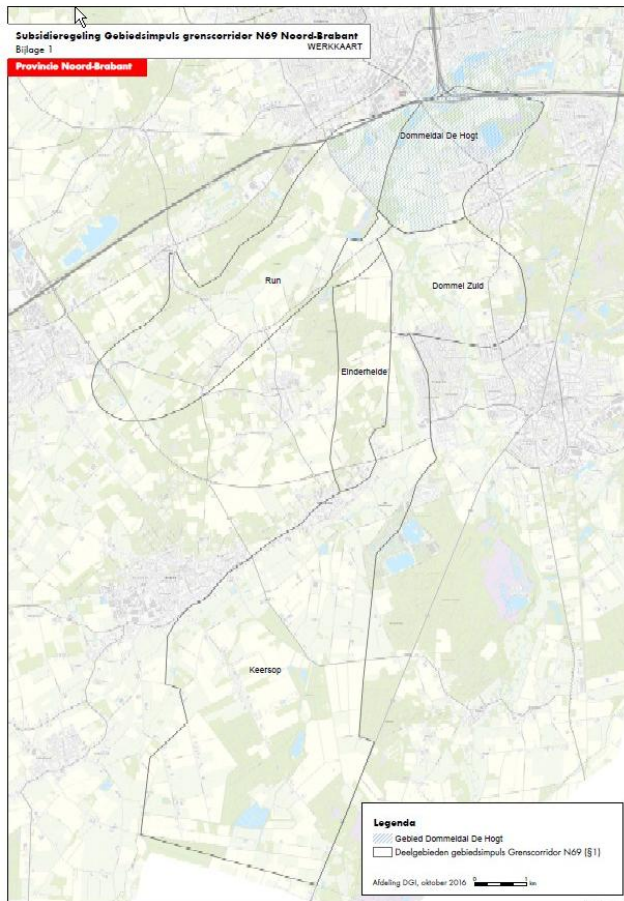 Subsidieregeling Gebiedsimpuls grenscorridor N69 Noord-Brabant
Bijlage 1
WERKKAART
Provincie Noord-Brabant
Dommeldal De Hogt
Run
Dommel Zuid
Einderheide
Keersop
Legenda
Gebied Dommeldal De Hogt
Deelgebieden gebiedsimpuls Grenscorridor N69 (§1)
Afdeling DGI, oktober 2016
0 1
km